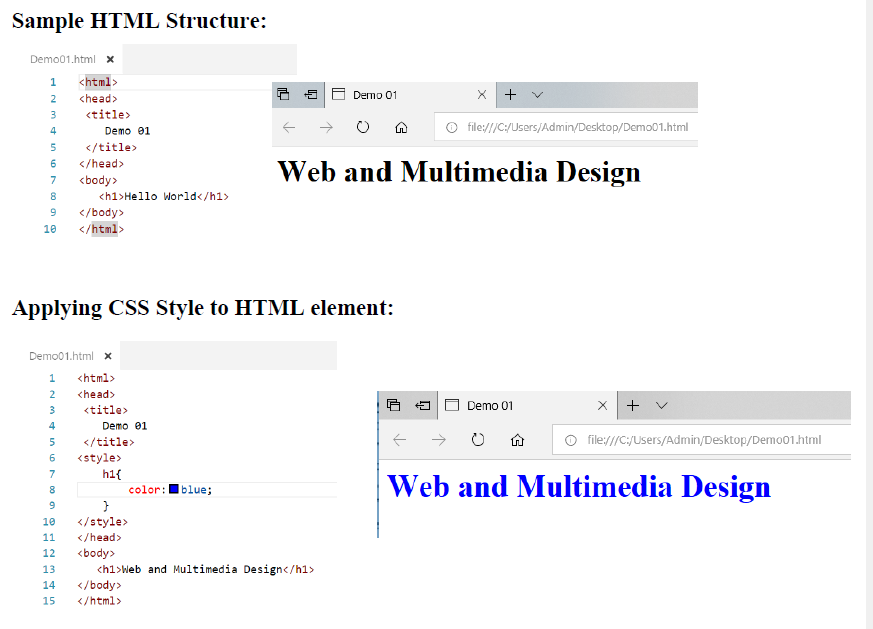 Sample HTML Structure:
Demo01.html ×
1 <html>
2 <head>
3 <title>
4 Demo 01
5 </title>
6 </head>
7 <body>
8 <h1>Hello World</h1>
9 </body>
10 </html>
Demo 01
file:///C:/Users/Admin/Desktop/Demo01.html
Web and Multimedia Design
Applying CSS Style to HTML element:
Demo01.html ×
1 <html>
2 <head>
3 <title>
4 Demo 01
5 </title>
6 <style>
7 h1{
8 color: blue;
9 }
10 </style>
11 </head>
12 <body>
13 <h1>Web and Multimedia Design</h1>
14 </body>
15 </html>
Demo 01
file:///C:/Users/Admin/Desktop/Demo01.html
Web and Multimedia Design